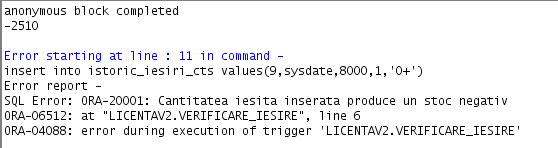 anonymous block completed
-2510
Error starting at line : 11 in command -
insert into istoric_iesiri_cts values(9,sysdate,8000,1,'0+')
Error report -
SQL Error: ORA-20001: Cantitatea iesita inserata produce un stoc negativ
ORA-06512: at "LICENTAV2.VERIFICARE_IESIRE", line 6
ORA-04088: error during execution of trigger 'LICENTAV2.VERIFICARE_IESIRE'